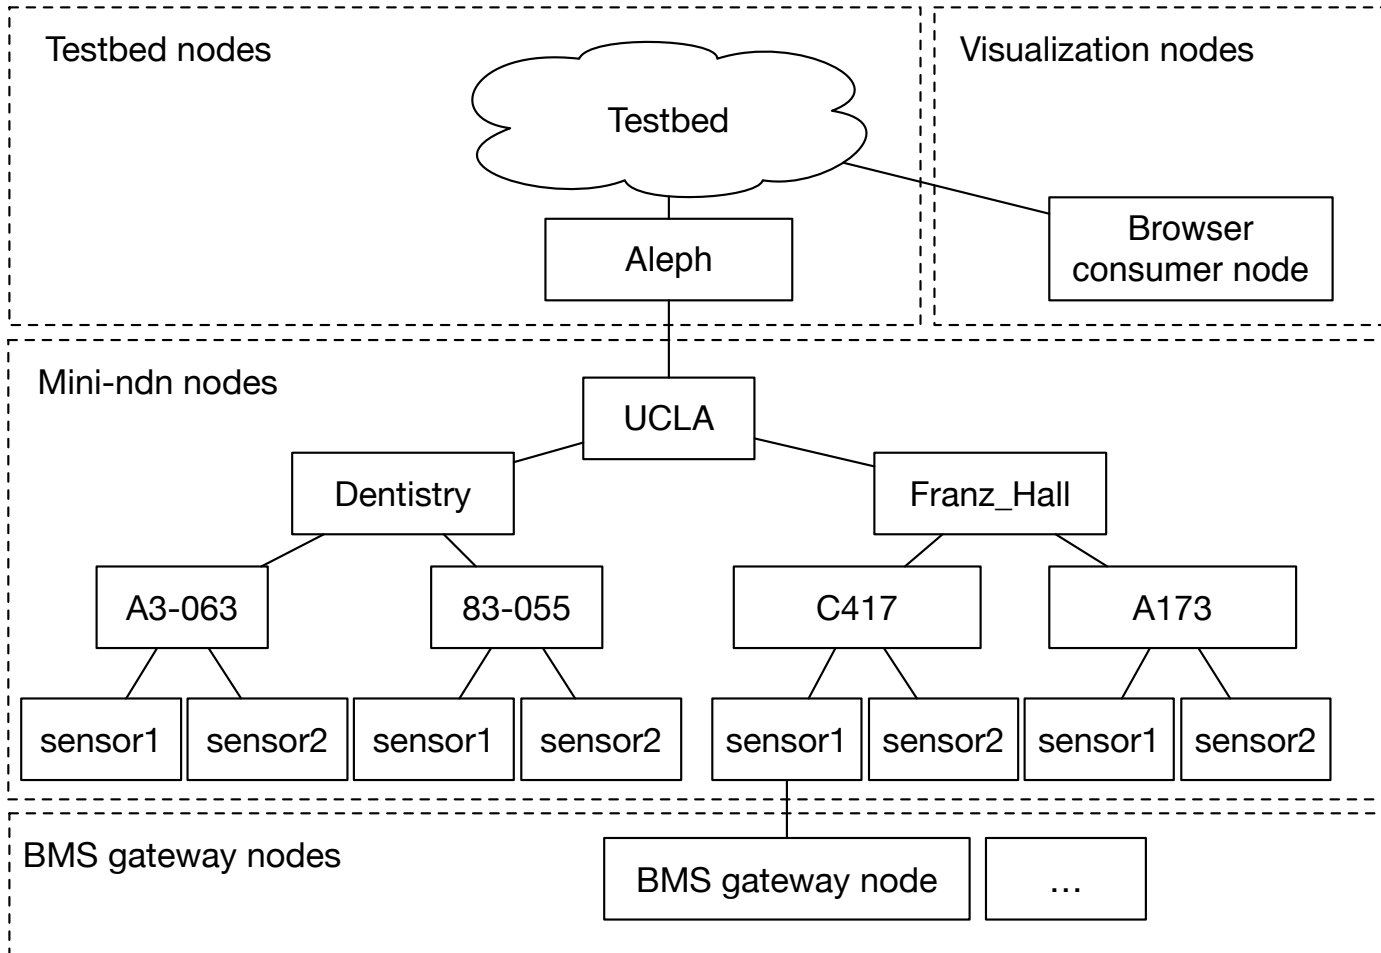 Testbed nodes
Visualization nodes
Testbed
Browser
consumer node
Aleph
Mini-ndn nodes
UCLA
Dentistry
Franz_Hall
A3-063
83-055
C417
A173
sensor1
sensor2
sensor1
sensor2
sensor1
sensor2
sensor1
sensor2
BMS gateway nodes
BMS gateway node
...